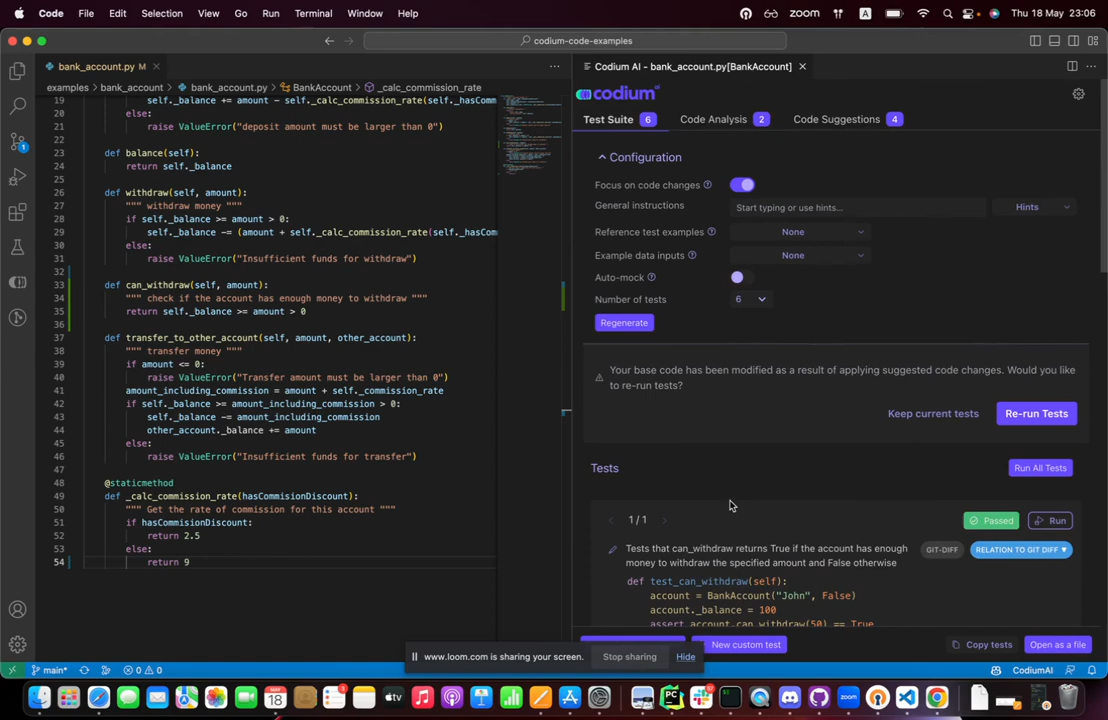 Code File Edit Selection View Go Run Terminal Window Help
zoom A Thu 18 May 23:06
codium-code-examples
bank_account.py M
examples > bank_account > bank_account.py > BankAccount > _calc_commission_rate
19 self._balance += amount - self._calc_commission_rate(self._hasComm
20 else:
21 raise ValueError("deposit amount must be larger than 0")
22
23 def balance(self):
24 return self._balance
25
26 def withdraw(self, amount):
27 """ withdraw money """
28 if self._balance >= amount > 0:
29 self._balance -= (amount + self._calc_commission_rate(self._hasCom
30 else:
31 raise ValueError("Insufficient funds for withdraw")
32
33 def can_withdraw(self, amount):
34 """ check if the account has enough money to withdraw """
35 return self._balance >= amount > 0
36
37 def transfer_to_other_account(self, amount, other_account):
38 """ transfer money """
39 if amount <= 0:
40 raise ValueError("Transfer amount must be larger than 0")
41 amount_including_commission = amount + self._commission_rate
42 if self._balance >= amount_including_commission > 0:
43 self._balance -= amount_including_commission
44 other_account._balance += amount
45 else:
46 raise ValueError("Insufficient funds for transfer")
47
48 @staticmethod
49 def _calc_commission_rate(hasCommisionDiscount):
50 """ Get the rate of commission for this account """
51 if hasCommisionDiscount:
52 return 2.5
53 else:
54 return 9
Codium AI - bank_account.py[BankAccount]
codium
Test Suite 6 Code Analysis 2 Code Suggestions 4
Configuration
Focus on code changes
General instructions Start typing or use hints... Hints
Reference test examples None
Example data inputs None
Auto-mock
Number of tests 6
Regenerate
Your base code has been modified as a result of applying suggested code changes. Would you like
to re-run tests?
Keep current tests Re-run Tests
Tests Run All Tests
1 / 1 Passed Run
Tests that can_withdraw returns True if the account has enough
money to withdraw the specified amount and False otherwise
GIT-DIFF RELATION TO GIT DIFF
def test_can_withdraw(self):
account = BankAccount("John", False)
account._balance = 100
assert account.can_withdraw(50) == True
New custom test Copy tests Open as a file
www.loom.com is sharing your screen. Stop sharing Hide
main* 0 0 CodiumAI